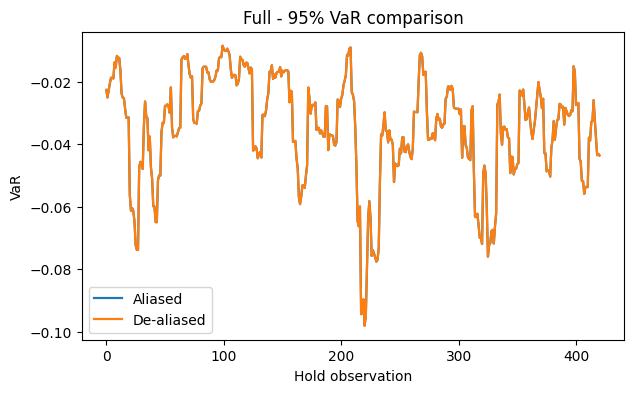 Full - 95% VaR comparison
VaR
−0.02
−0.04
−0.06
−0.08
−0.10
Aliased
De-aliased
0
100
200
300
400
Hold observation